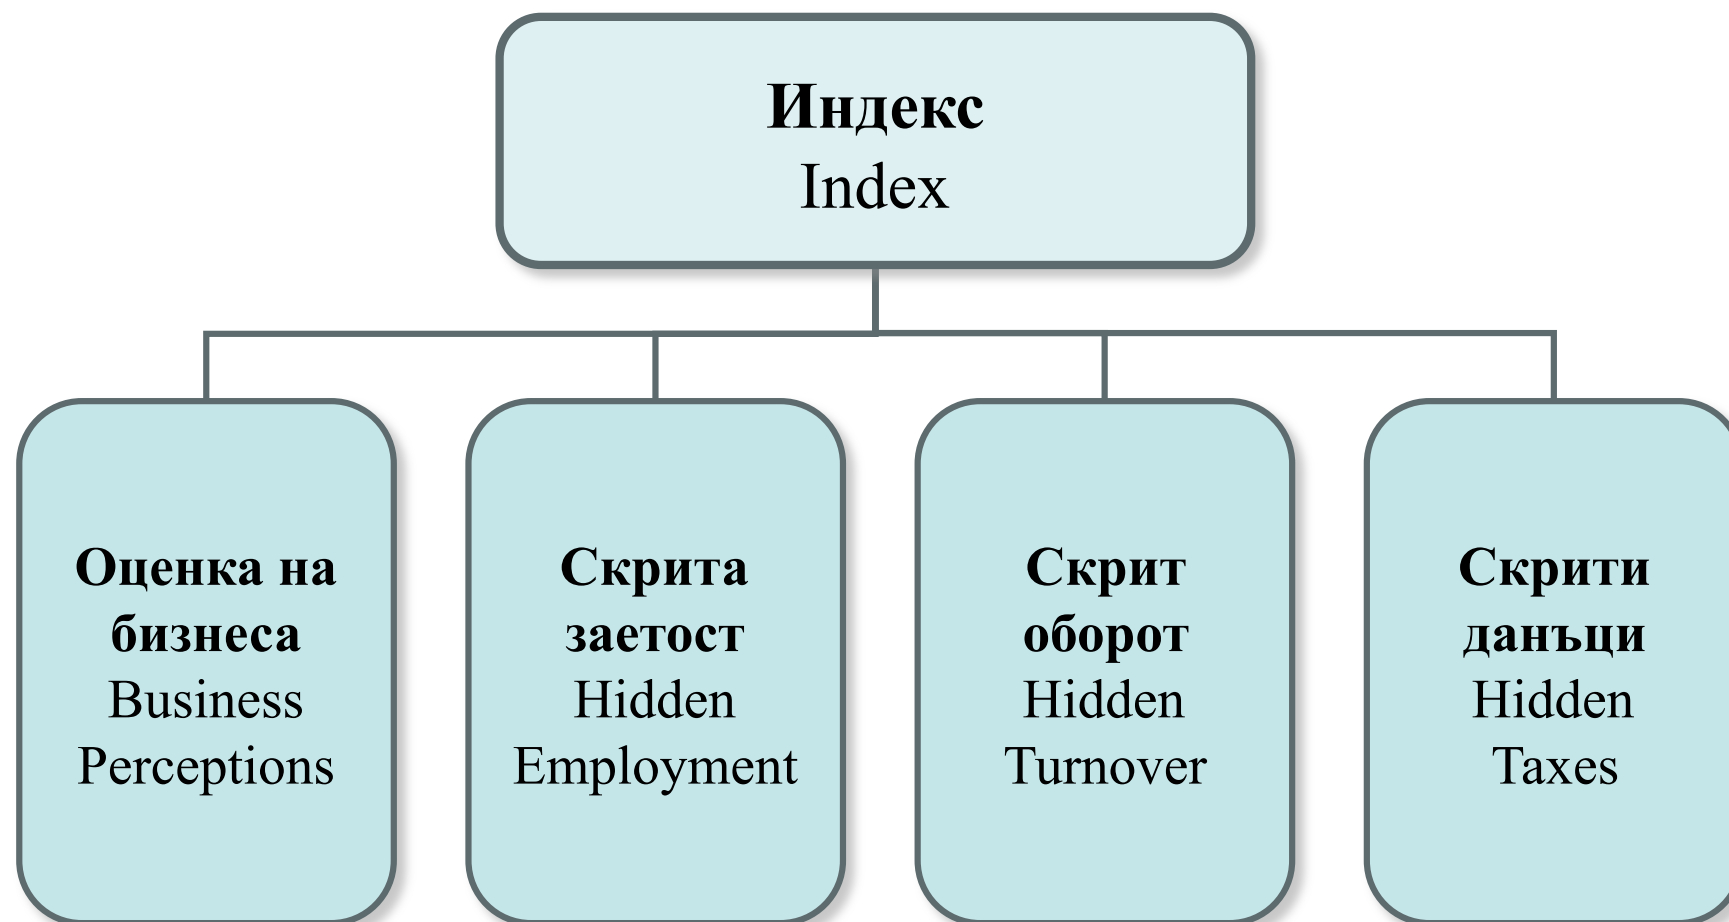 Индекс
Index
Оценка на
бизнеса
Business
Perceptions
Скрита
заетост
Hidden
Employment
Скрит
оборот
Hidden
Turnover
Скрити
данъци
Hidden
Taxes